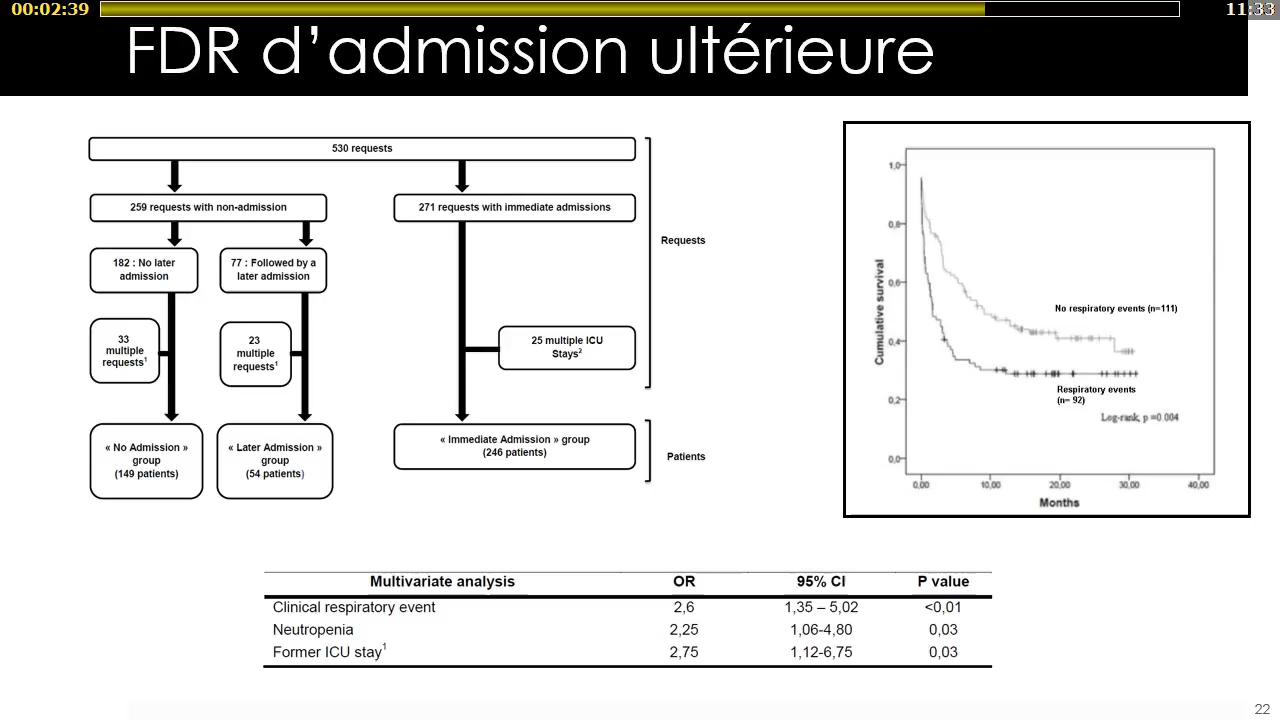 00:02:39
11:33
FDR d’admission ultérieure
530 requests
259 requests with non-admission
271 requests with immediate admissions
182 : No later
admission
77 : Followed by a
later admission
Requests
33
multiple
requests1
23
multiple
requests1
25 multiple ICU
Stays2
« No Admission »
group
(149 patients)
« Later Admission »
group
(54 patients)
« Immediate Admission » group
(246 patients)
Patients
Cumulative survival
1,0
0,8
0,6
0,4
0,2
0,0
No respiratory events (n=111)
Respiratory events
(n= 92)
Log-rank, p =0.004
0,00 10,00 20,00 30,00 40,00
Months
Multivariate analysis OR 95% CI P value
Clinical respiratory event 2,6 1,35 – 5,02 <0,01
Neutropenia 2,25 1,06-4,80 0,03
Former ICU stay1 2,75 1,12-6,75 0,03
22